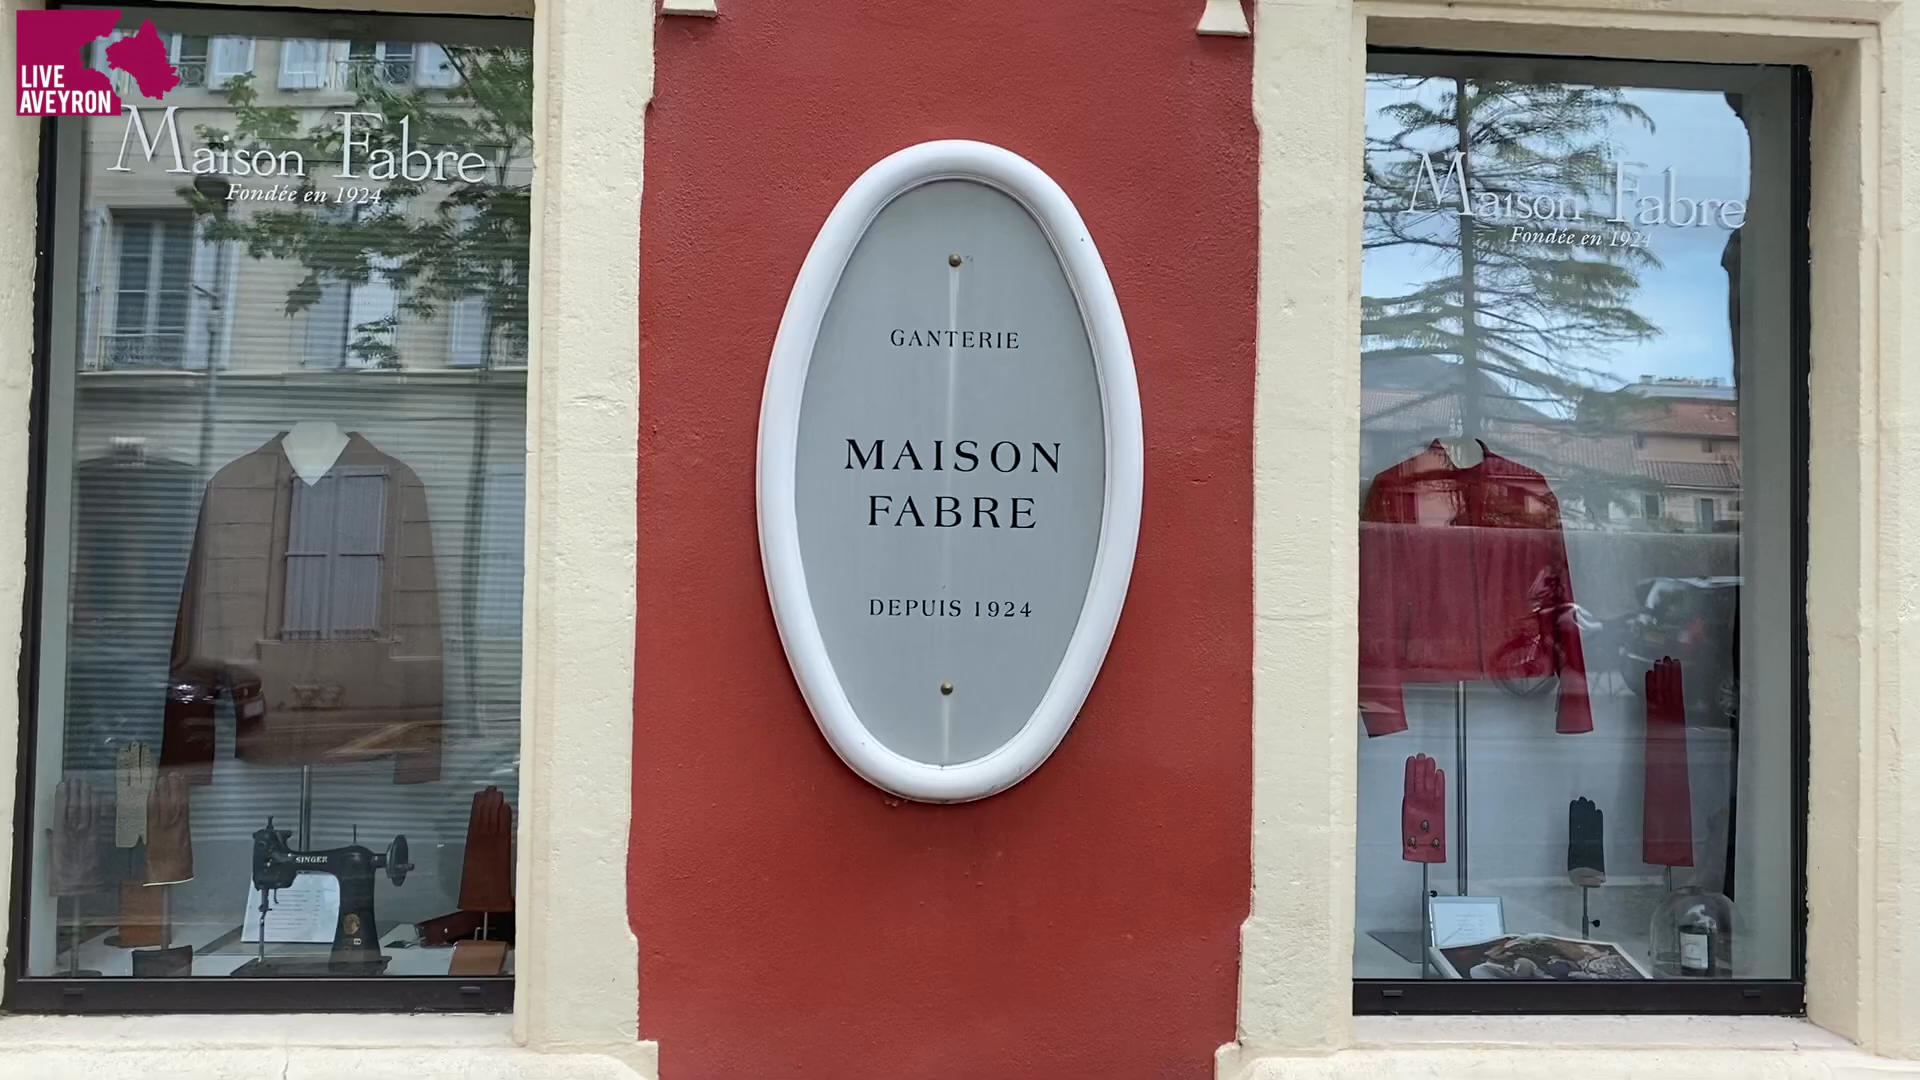 LIVE
AVEYRON
Maison Fabre
Fondée en 1924
GANTERIE
MAISON
FABRE
DEPUIS 1924
Maison Fabre
Fondée en 1924
SINGER